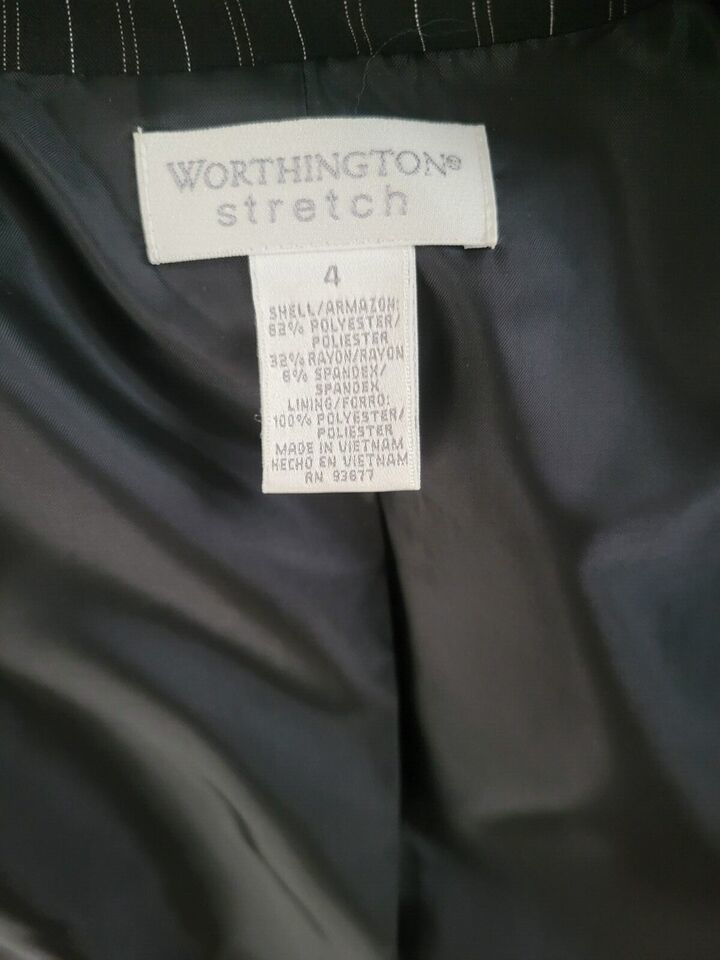 WORTHINGTON®
stretch
4
SHELL/ARMAZON:
62% POLYESTER/
POLIESTER
32% RAYON/RAYON
6% SPANDEX/
SPANDEX
LINING/FORRO:
100% POLYESTER/
POLIESTER
MADE IN VIETNAM
HECHO EN VIETNAM
RN 93677